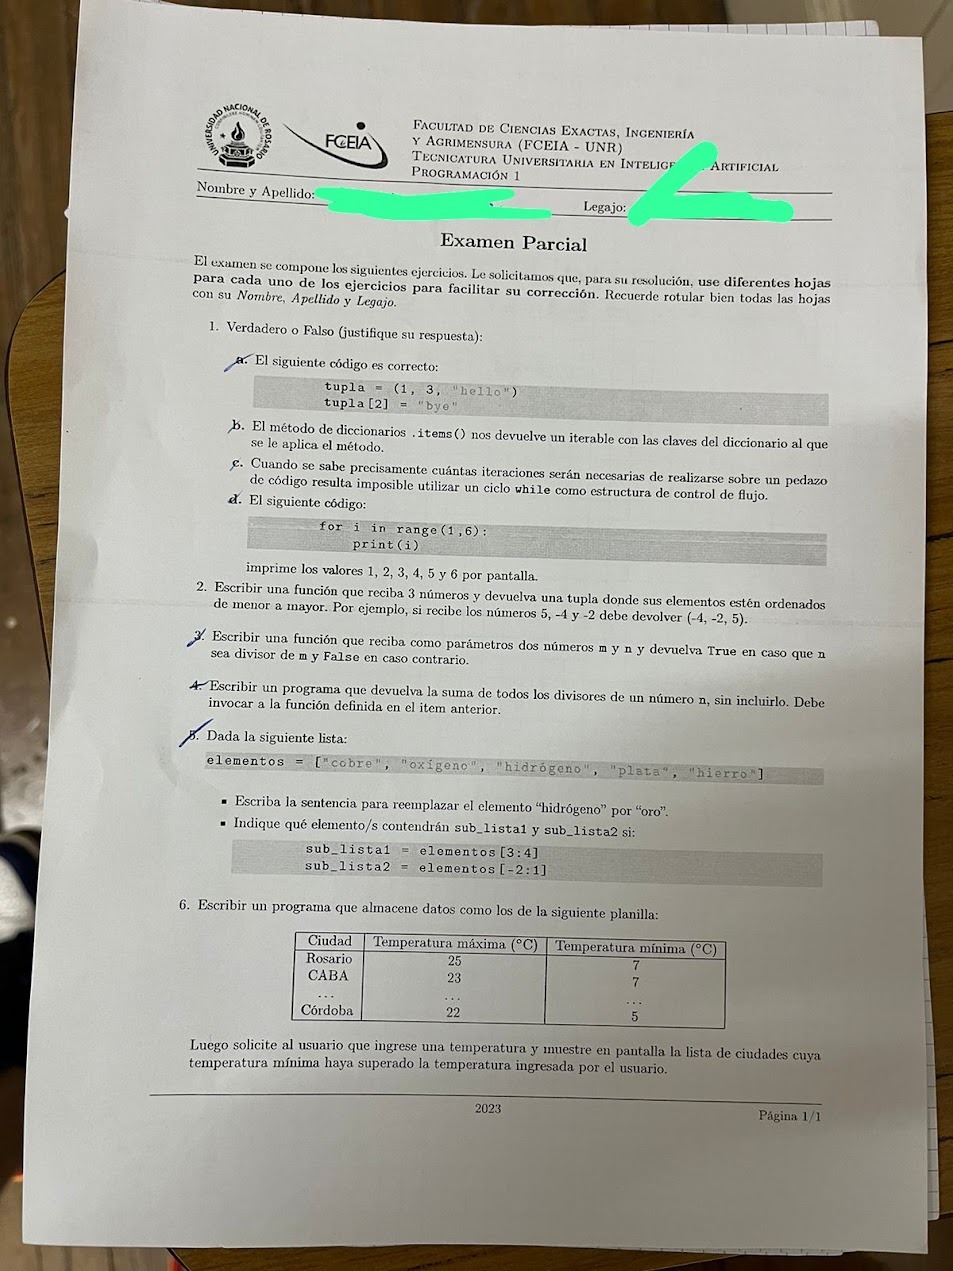 UNIVERSIDAD NACIONAL DE ROSARIO
FCEIA
Facultad de Ciencias Exactas, Ingeniería
y Agrimensura (FCEIA - UNR)
Tecnicatura Universitaria en Artificial
Programación 1
Nombre y Apellido:
Legajo:
Examen Parcial
El examen se compone los siguientes ejercicios. Le solicitamos que, para su resolución, use diferentes hojas
para cada uno de los ejercicios para facilitar su corrección. Recuerde rotular bien todas las hojas
con su Nombre, Apellido y Legajo.
1. Verdadero o Falso (justifique su respuesta):
a. El siguiente código es correcto:
tupla = (1, 3, "hello")
tupla[2] = "bye"
b. El método de diccionarios .items() nos devuelve un iterable con las claves del diccionario al que
se le aplica el método.
c. Cuando se sabe precisamente cuántas iteraciones serán necesarias de realizarse sobre un pedazo
de código resulta imposible utilizar un ciclo while como estructura de control de flujo.
d. El siguiente código:
for i in range(1,6):
print(i)
imprime los valores 1, 2, 3, 4, 5 y 6 por pantalla.
2. Escribir una función que reciba 3 números y devuelva una tupla donde sus elementos estén ordenados
de menor a mayor. Por ejemplo, si recibe los números 5, -4 y -2 debe devolver (-4, -2, 5).
3. Escribir una función que reciba como parámetros dos números m y n y devuelva True en caso que n
sea divisor de m y False en caso contrario.
4. Escribir un programa que devuelva la suma de todos los divisores de un número n, sin incluirlo. Debe
invocar a la función definida en el item anterior.
5. Dada la siguiente lista:
elementos = ["cobre", "oxígeno", "hidrógeno", "plata", "hierro"]
▪ Escriba la sentencia para reemplazar el elemento “hidrógeno” por “oro”.
▪ Indique qué elemento/s contendrán sub_lista1 y sub_lista2 si:
sub_lista1 = elementos[3:4]
sub_lista2 = elementos[-2:1]
6. Escribir un programa que almacene datos como los de la siguiente planilla:
Ciudad Temperatura máxima (°C) Temperatura mínima (°C)
Rosario 25 7
CABA 23 7
... ... ...
Córdoba 22 5
Luego solicite al usuario que ingrese una temperatura y muestre en pantalla la lista de ciudades cuya
temperatura mínima haya superado la temperatura ingresada por el usuario.
2023
Página 1/1